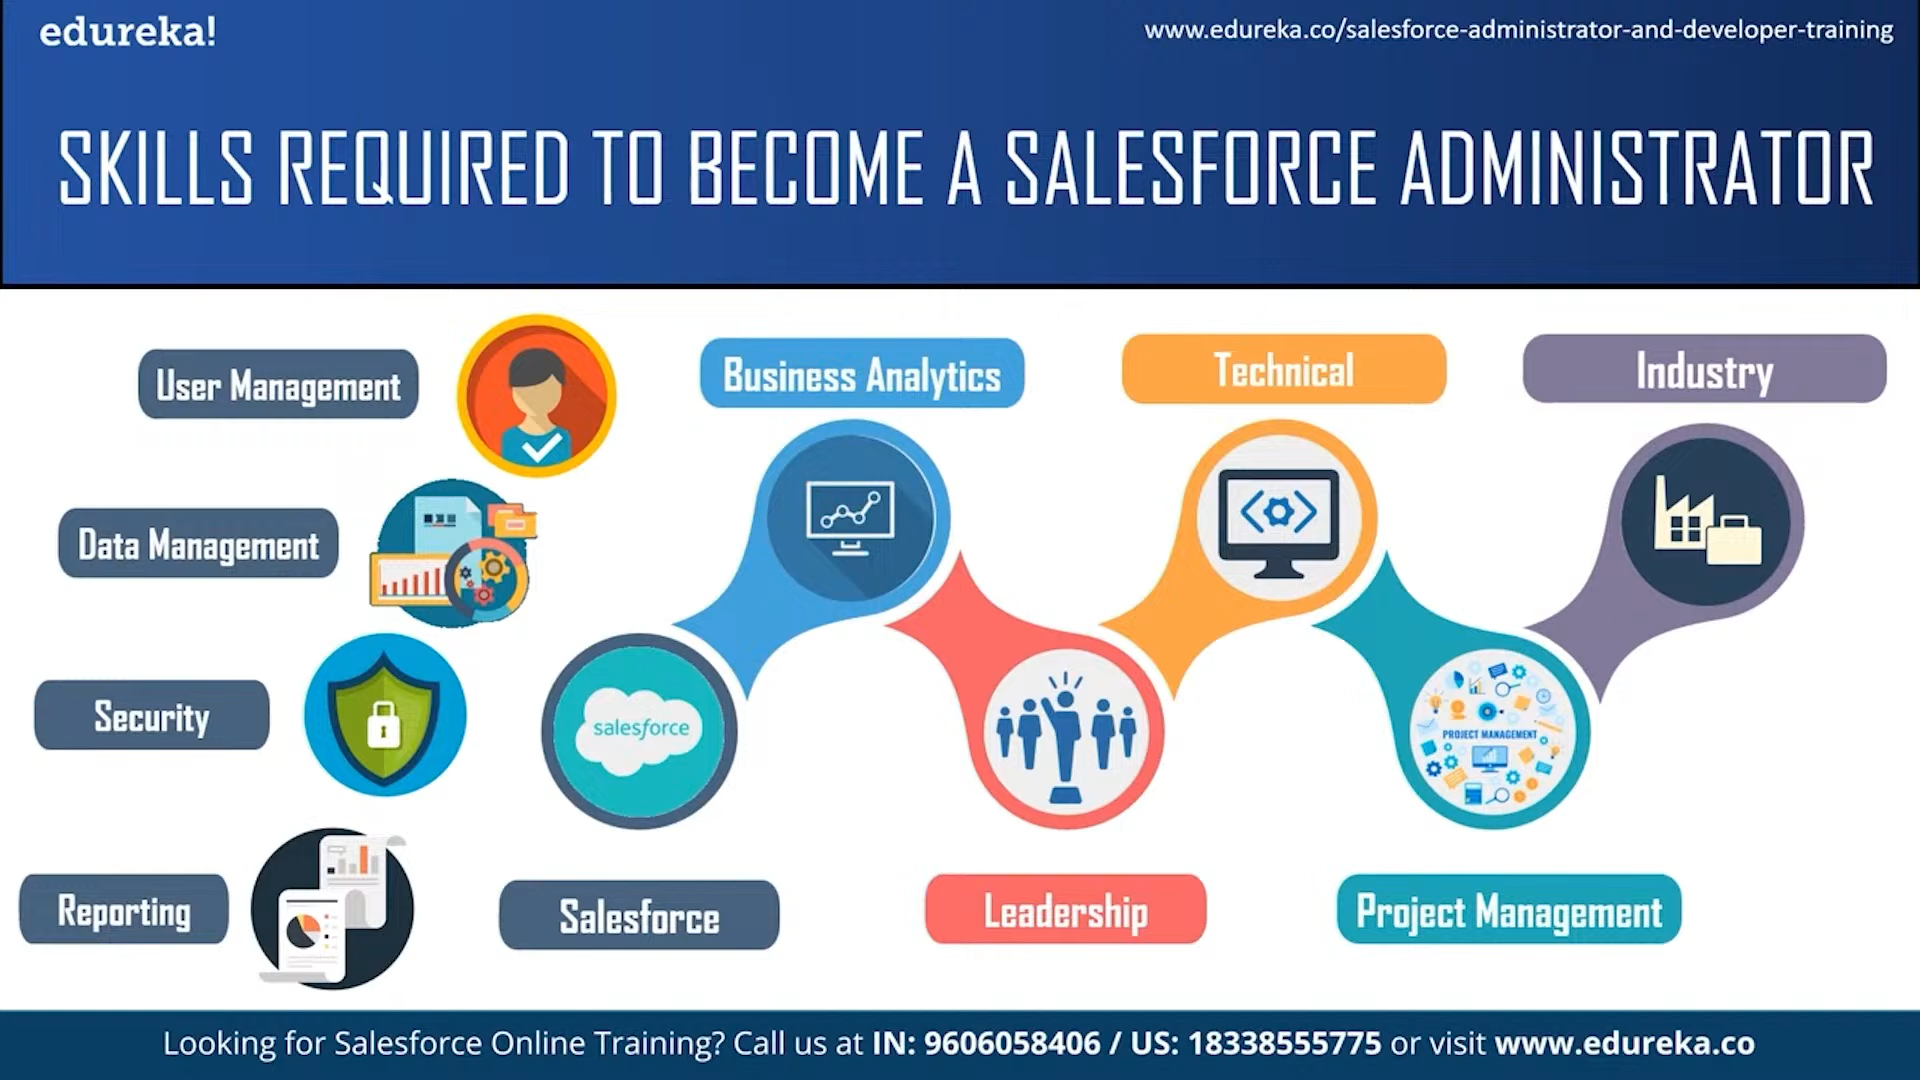 edureka!
www.edureka.co/salesforce-administrator-and-developer-training
SKILLS REQUIRED TO BECOME A SALESFORCE ADMINISTRATOR
User Management
Business Analytics
Technical
Industry
Data Management
Security
salesforce
PROJECT MANAGEMENT
Reporting
Salesforce
Leadership
Project Management
Looking for Salesforce Online Training? Call us at IN: 9606058406 / US: 18338555775 or visit www.edureka.co